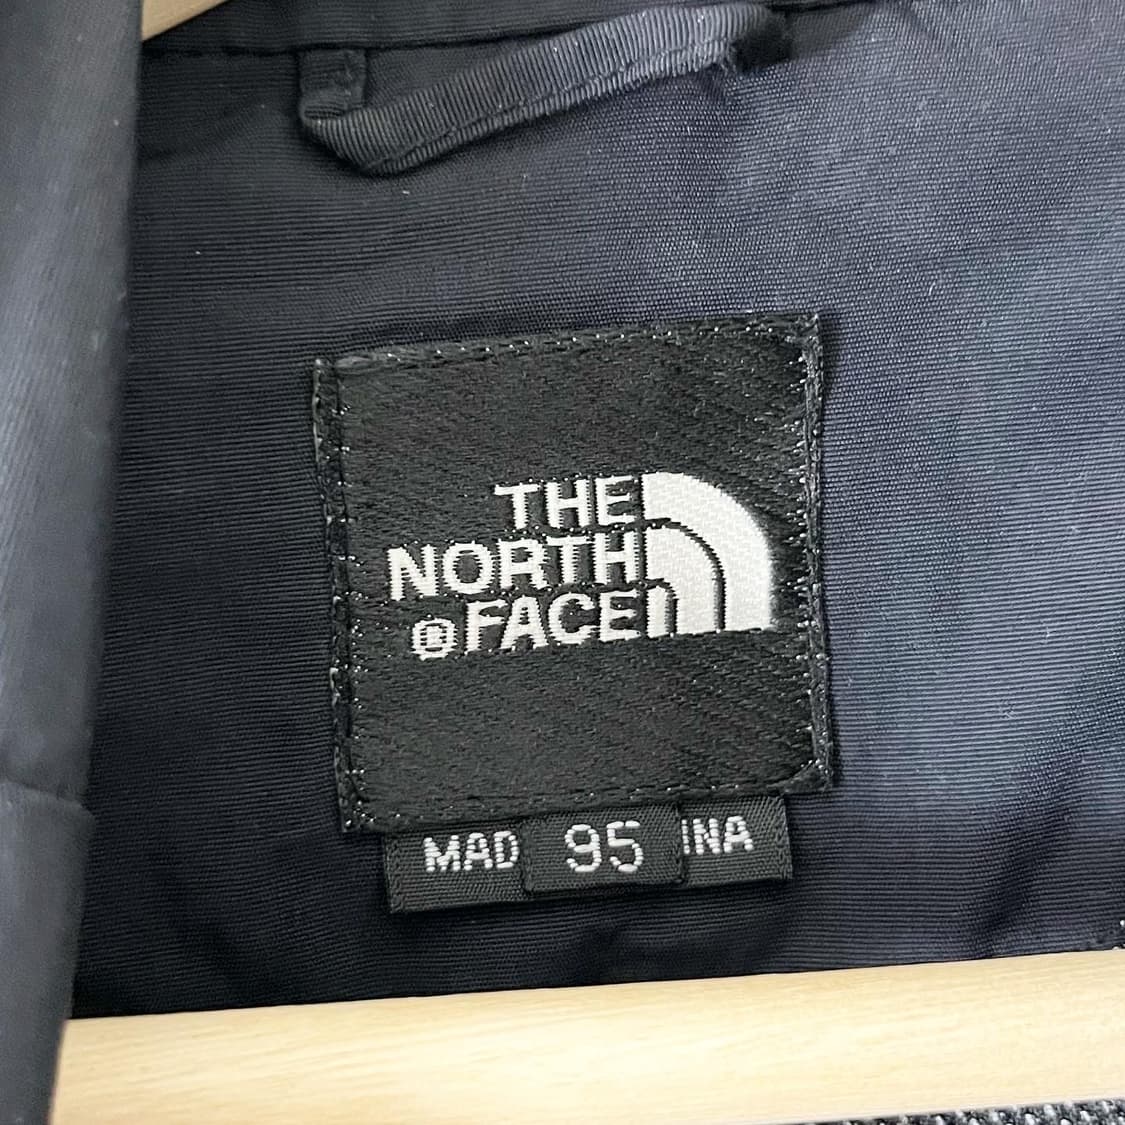 THE
NORTH
® FACE
MAD 95 INA